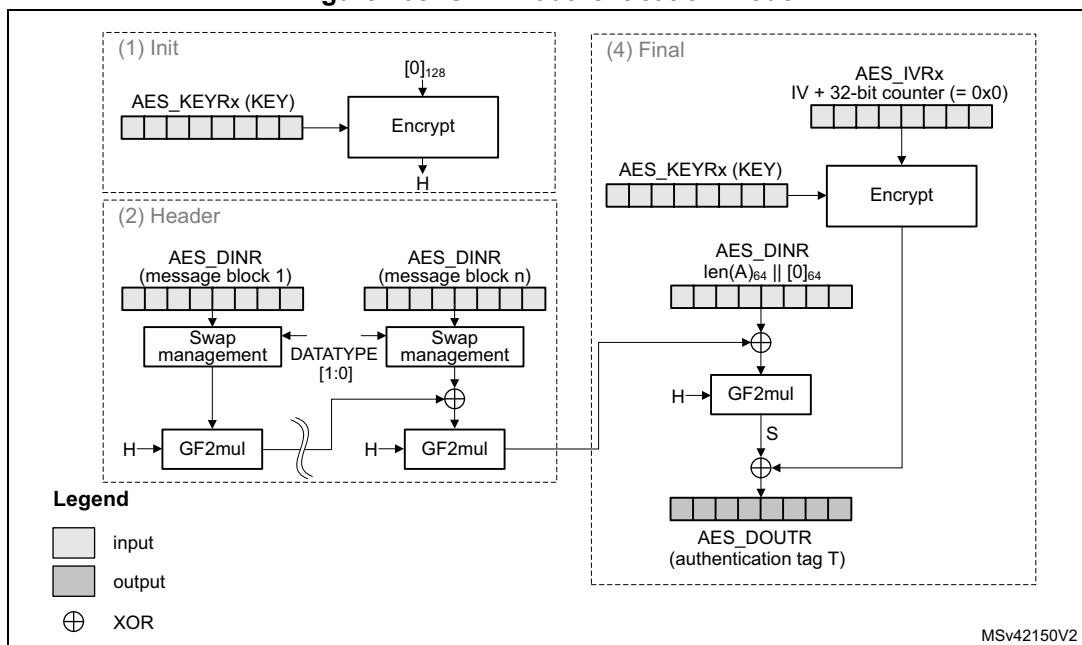 (1) Init
[0]128
AES_KEYRx (KEY)
Encrypt
H
(2) Header
AES_DINR
(message block 1)
AES_DINR
(message block n)
Swap
management
DATATYPE
[1:0]
Swap
management
H
GF2mul
H
GF2mul
(4) Final
AES_IVRx
IV + 32-bit counter (= 0x0)
AES_KEYRx (KEY)
Encrypt
AES_DINR
len(A)64 || [0]64
H
GF2mul
S
AES_DOUTR
(authentication tag T)
Legend
input
output
XOR
MSv42150V2